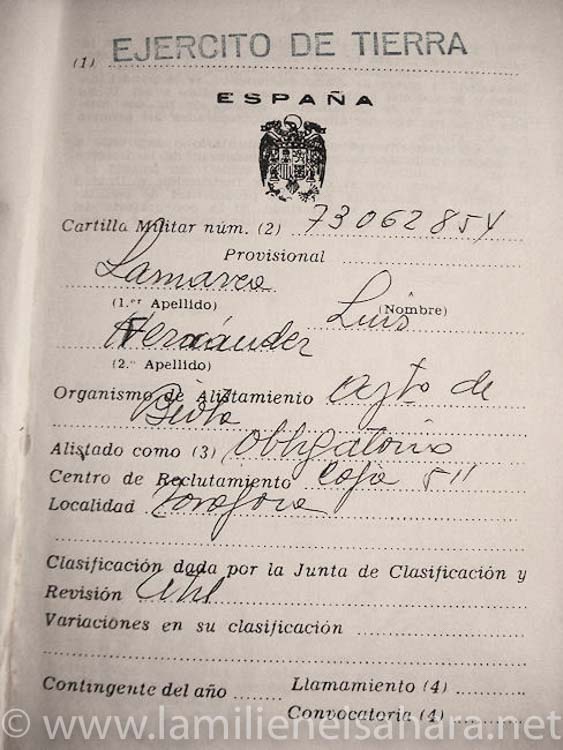 (1) EJERCITO DE TIERRA
ESPAÑA
Cartilla Militar núm. (2) 73062854
Provisional
Lamarca Luis
(1.er Apellido) (Nombre)
Hernández
(2.º Apellido)
Organismo de Alistamiento Ayto de
Biota
Alistado como (3) obligatorio
Centro de Reclutamiento Caja 511
Localidad Zaragoza
Clasificación dada por la Junta de Clasificación y
Revisión Util
Variaciones en su clasificación
Contingente del año Llamamiento (4)
Convocatoria (4)
© www.lamilienelsahara.net